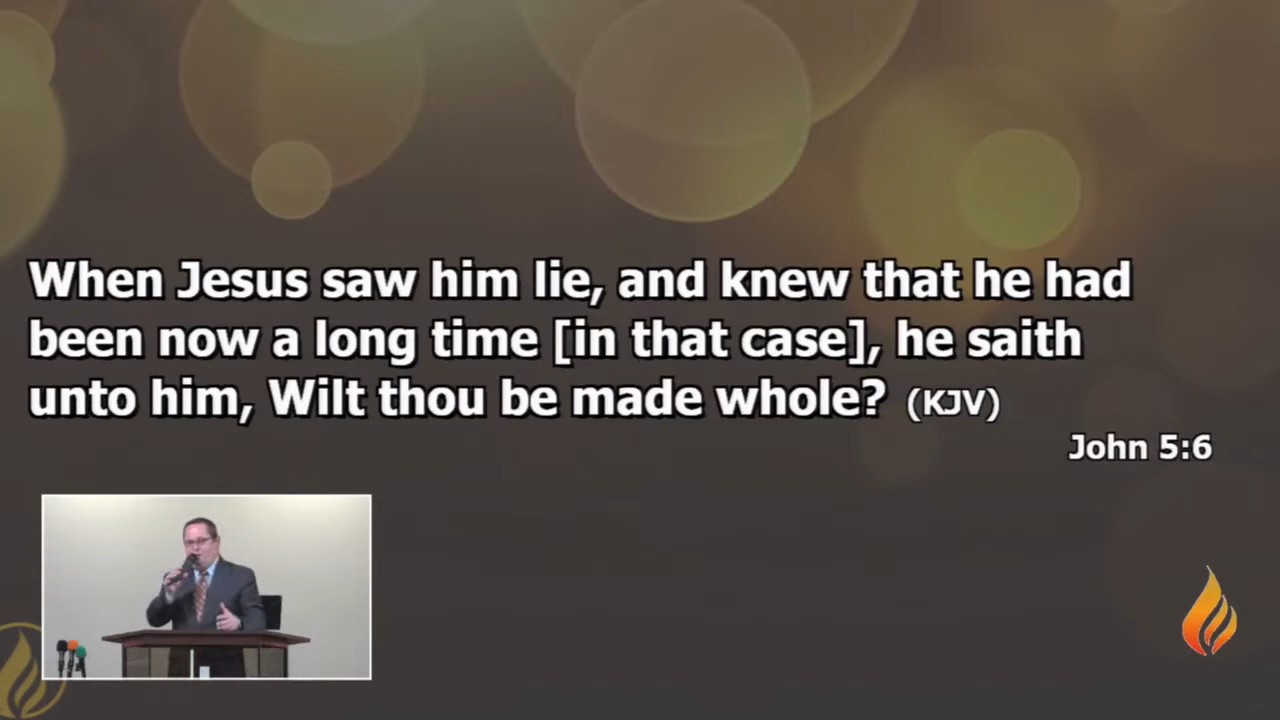 When Jesus saw him lie, and knew that he had
been now a long time [in that case], he saith
unto him, Wilt thou be made whole? (KJV)
John 5:6